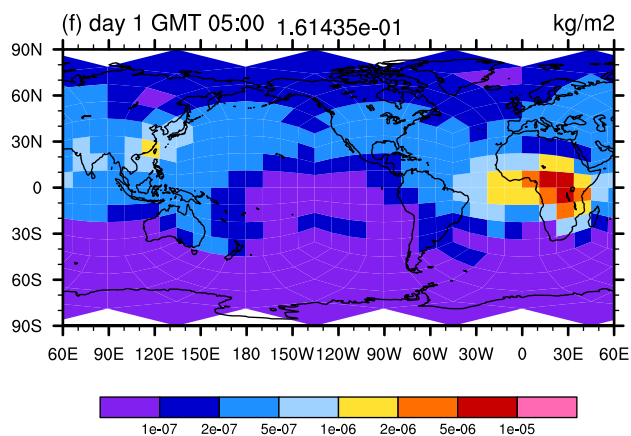 (f) day 1 GMT 05:00 1.61435e-01 kg/m2
90N
60N
30N
0
30S
60S
90S
60E 90E 120E 150E 180 150W 120W 90W 60W 30W 0 30E 60E
1e-07 2e-07 5e-07 1e-06 2e-06 5e-06 1e-05